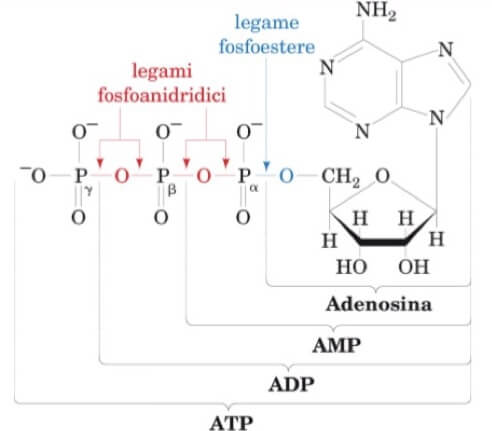 NH₂
legame
fosfoestere
legami
fosfoanidridici
N N
N N
O⁻ O⁻ O⁻
⁻O P γ O P β O P α O CH₂ O
O O O
H H
H H
HO OH
Adenosina
AMP
ADP
ATP